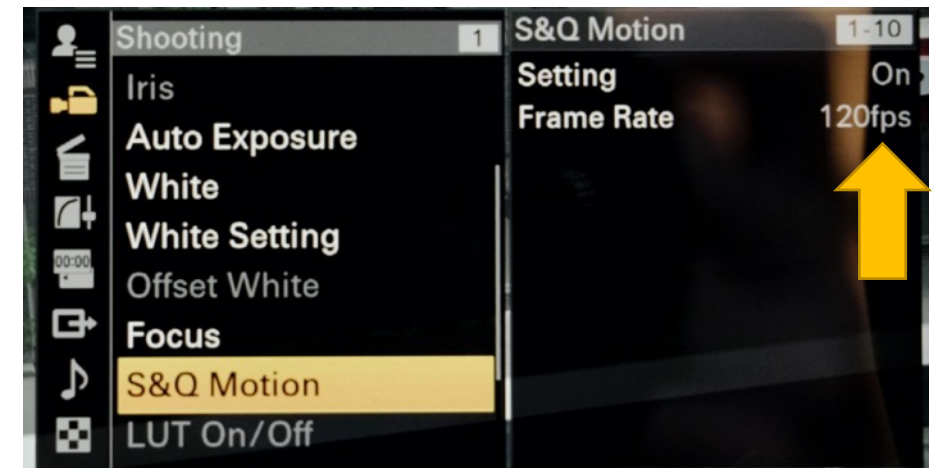 Shooting 1
Iris
Auto Exposure
White
White Setting
00:00
Offset White
Focus
S&Q Motion
LUT On/Off
S&Q Motion 1-10
Setting On
Frame Rate 120fps